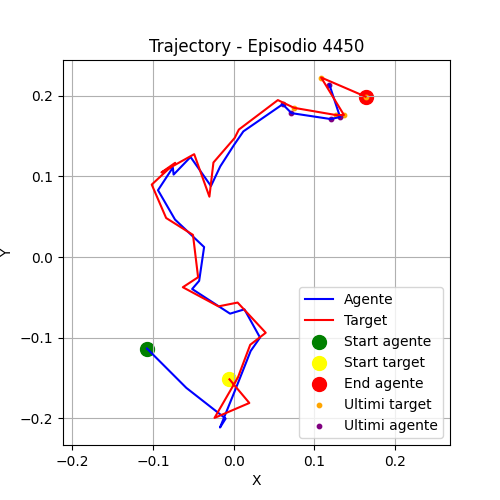 Trajectory - Episodio 4450
Y
0.2
0.1
0.0
−0.1
−0.2
−0.2
−0.1
0.0
0.1
0.2
X
Agente
Target
Start agente
Start target
End agente
Ultimi target
Ultimi agente